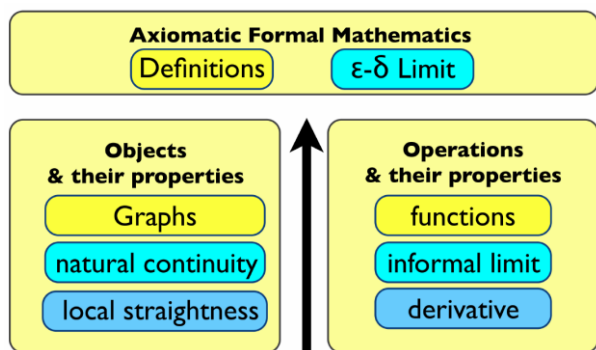 Axiomatic Formal Mathematics
Definitions
ε-δ Limit
Objects
& their properties
Graphs
natural continuity
local straightness
Operations
& their properties
functions
informal limit
derivative